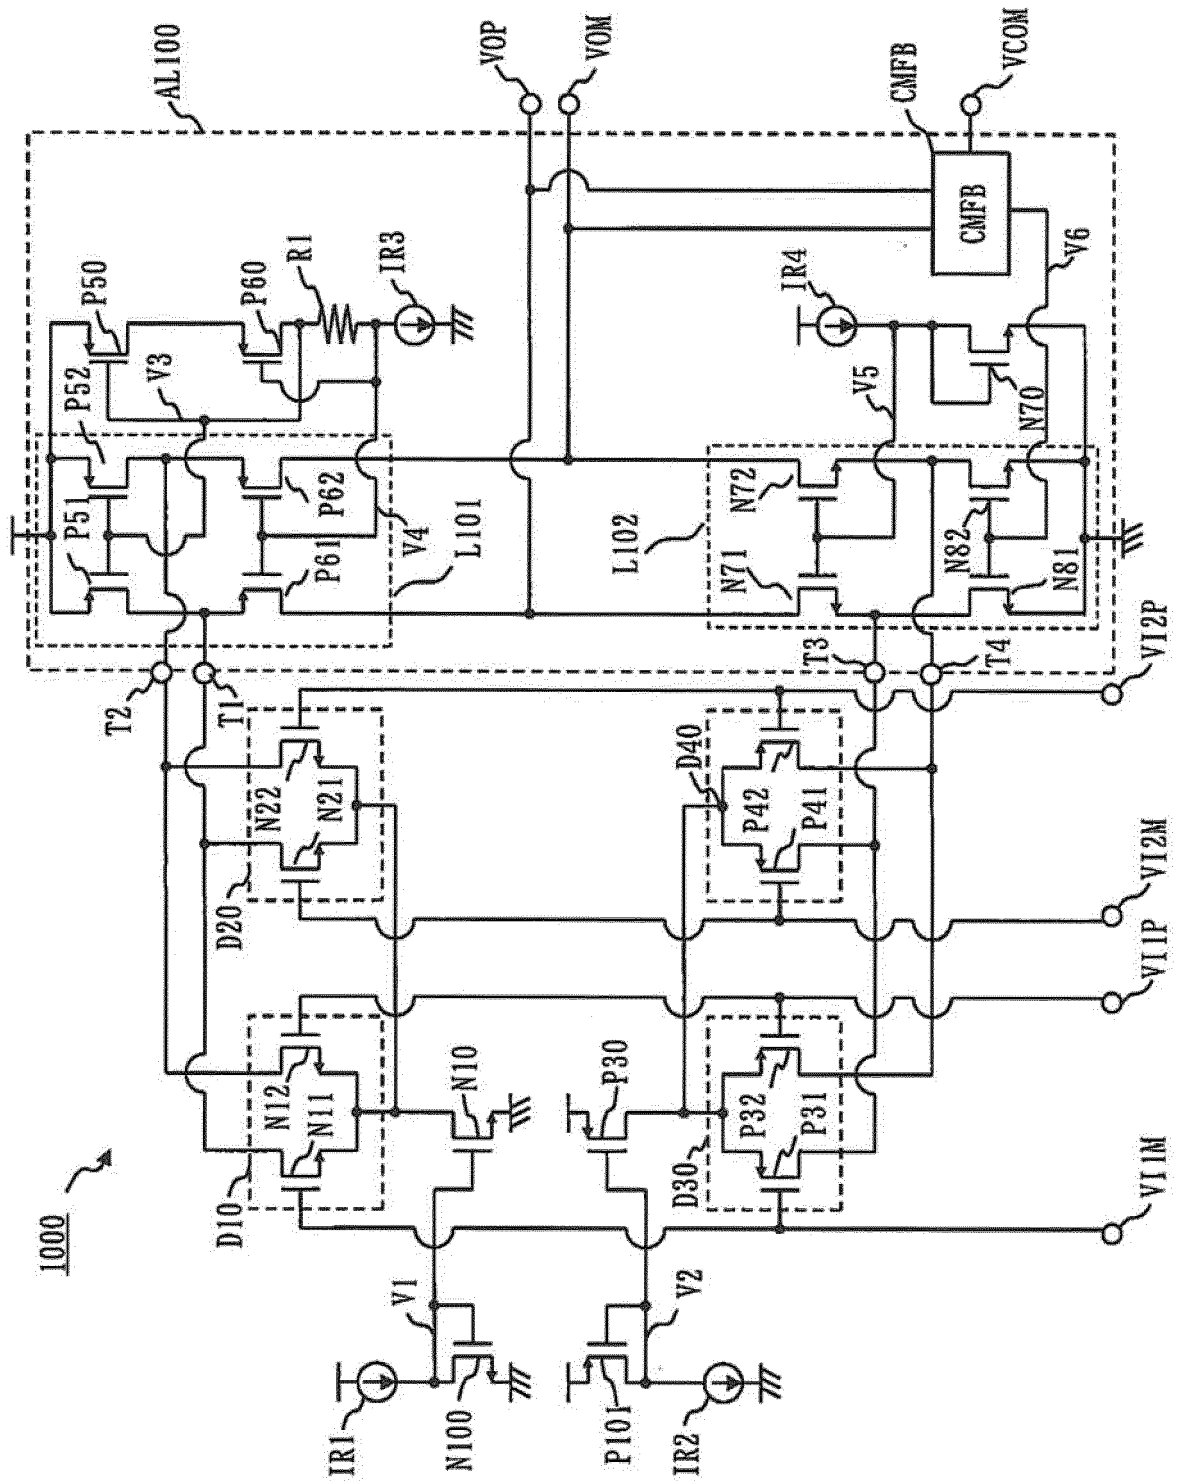 1000
AL100
VOP
VOM
CMFB
VCOM
P50
P60
R1
IR3
V3
P52
P51
P62
P61
V4
L101
IR4
V5
CMFB
V6
N70
N72
N71
L102
N82
N81
T2
T1
T3
T4
VI2P
D20
N22
N21
D40
P42
P41
VI2M
VI1P
D10
N12
N11
N10
P30
D30
P32
P31
VI1M
V1
V2
IR1
N100
P101
IR2